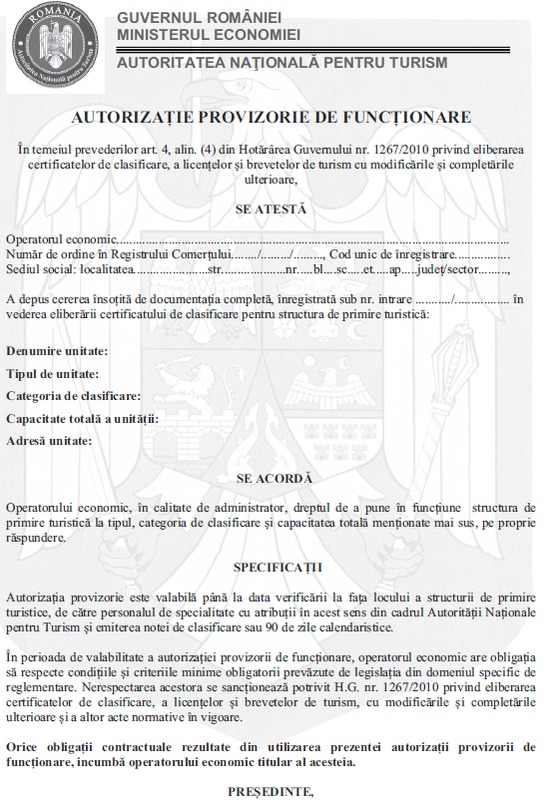 ROMANIA
Autoritatea Națională pentru Turism
GUVERNUL ROMÂNIEI
MINISTERUL ECONOMIEI
AUTORITATEA NAŢIONALĂ PENTRU TURISM
AUTORIZAȚIE PROVIZORIE DE FUNCȚIONARE
În temeiul prevederilor art. 4, alin. (4) din Hotărârea Guvernului nr. 1267/2010 privind eliberarea
certificatelor de clasificare, a licențelor și brevetelor de turism cu modificările și completările
ulterioare,
SE ATESTĂ
Operatorul economic..................................................................................................................................
Număr de ordine în Registrului Comerțului........./........./........., Cod unic de înregistrare..................
Sediul social: localitatea........................str.....................nr.....bl....sc.....et.....ap.....județ/sector.........,
A depus cererea însoțită de documentația completă, înregistrată sub nr. intrare .........../.................. în
vederea eliberării certificatului de clasificare pentru structura de primire turistică:
Denumire unitate:
Tipul de unitate:
Categoria de clasificare:
Capacitate totală a unității:
Adresă unitate:
SE ACORDĂ
Operatorului economic, în calitate de administrator, dreptul de a pune în funcțiune structura de
primire turistică la tipul, categoria de clasificare și capacitatea totală menționate mai sus, pe proprie
răspundere.
SPECIFICAȚII
Autorizația provizorie este valabilă până la data verificării la fața locului a structurii de primire
turistice, de către personalul de specialitate cu atribuții în acest sens din cadrul Autorității Naționale
pentru Turism și emiterea notei de clasificare sau 90 de zile calendaristice.
În perioada de valabilitate a autorizației provizorii de funcționare, operatorul economic are obligația
să respecte condițiile și criteriile minime obligatorii prevăzute de legislația din domeniul specific de
reglementare. Nerespectarea acestora se sancționează potrivit H.G. nr. 1267/2010 privind eliberarea
certificatelor de clasificare, a licențelor și brevetelor de turism, cu modificările și completările
ulterioare și a altor acte normative în vigoare.
Orice obligații contractuale rezultate din utilizarea prezentei autorizații provizorii de
funcționare, incumbă operatorului economic titular al acesteia.
PREȘEDINTE,